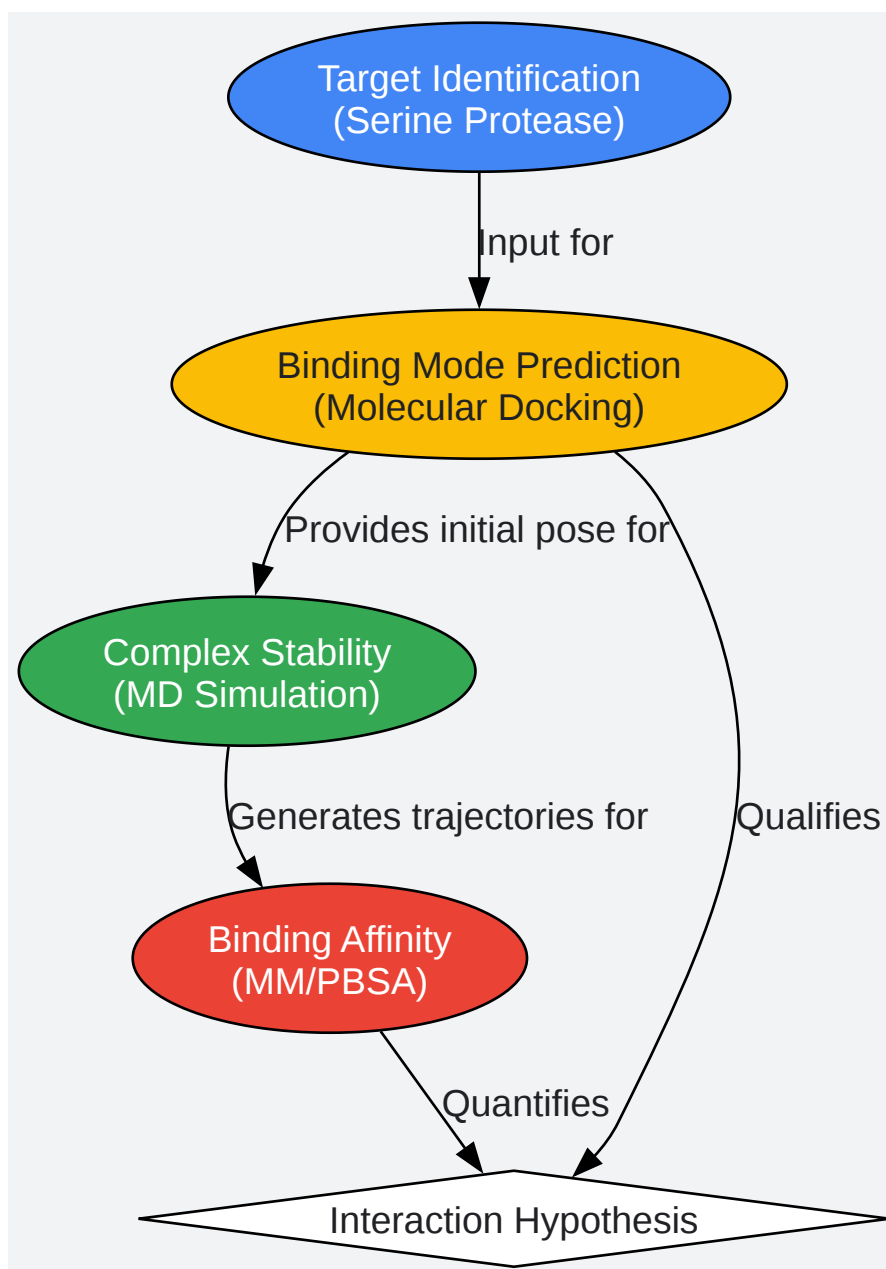 Target Identification
(Serine Protease)
Input for
Binding Mode Prediction
(Molecular Docking)
Provides initial pose for
Complex Stability
(MD Simulation)
Generates trajectories for
Qualifies
Binding Affinity
(MM/PBSA)
Quantifies
Interaction Hypothesis